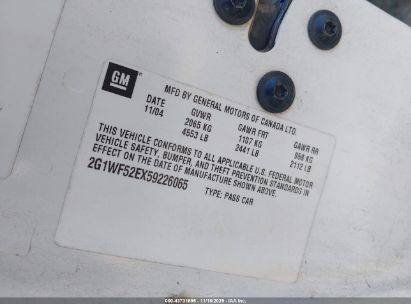 GM
MFD BY GENERAL MOTORS OF CANADA LTD.
DATE GVWR GAWR FRT GAWR RR
11/04 2065 KG 1107 KG 958 KG
4553 LB 2441 LB 2112 LB
THIS VEHICLE CONFORMS TO ALL APPLICABLE U.S. FEDERAL MOTOR
VEHICLE SAFETY, BUMPER, AND THEFT PREVENTION STANDARDS IN
EFFECT ON THE DATE OF MANUFACTURE SHOWN ABOVE.
2G1WF52EX59226065 TYPE: PASS CAR